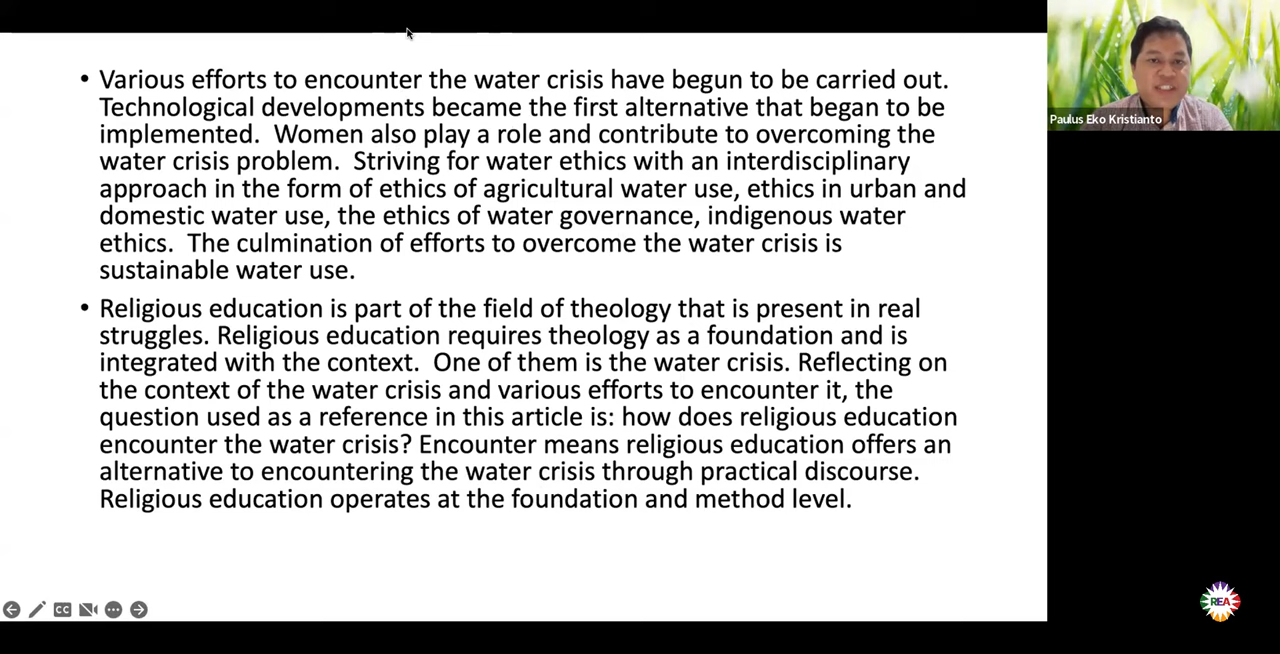 • Various efforts to encounter the water crisis have begun to be carried out.
Technological developments became the first alternative that began to be
implemented.  Women also play a role and contribute to overcoming the
water crisis problem.  Striving for water ethics with an interdisciplinary
approach in the form of ethics of agricultural water use, ethics in urban and
domestic water use, the ethics of water governance, indigenous water
ethics.  The culmination of efforts to overcome the water crisis is
sustainable water use.
• Religious education is part of the field of theology that is present in real
struggles. Religious education requires theology as a foundation and is
integrated with the context.  One of them is the water crisis. Reflecting on
the context of the water crisis and various efforts to encounter it, the
question used as a reference in this article is: how does religious education
encounter the water crisis? Encounter means religious education offers an
alternative to encountering the water crisis through practical discourse.
Religious education operates at the foundation and method level.
Paulus Eko Kristianto
CC
REA